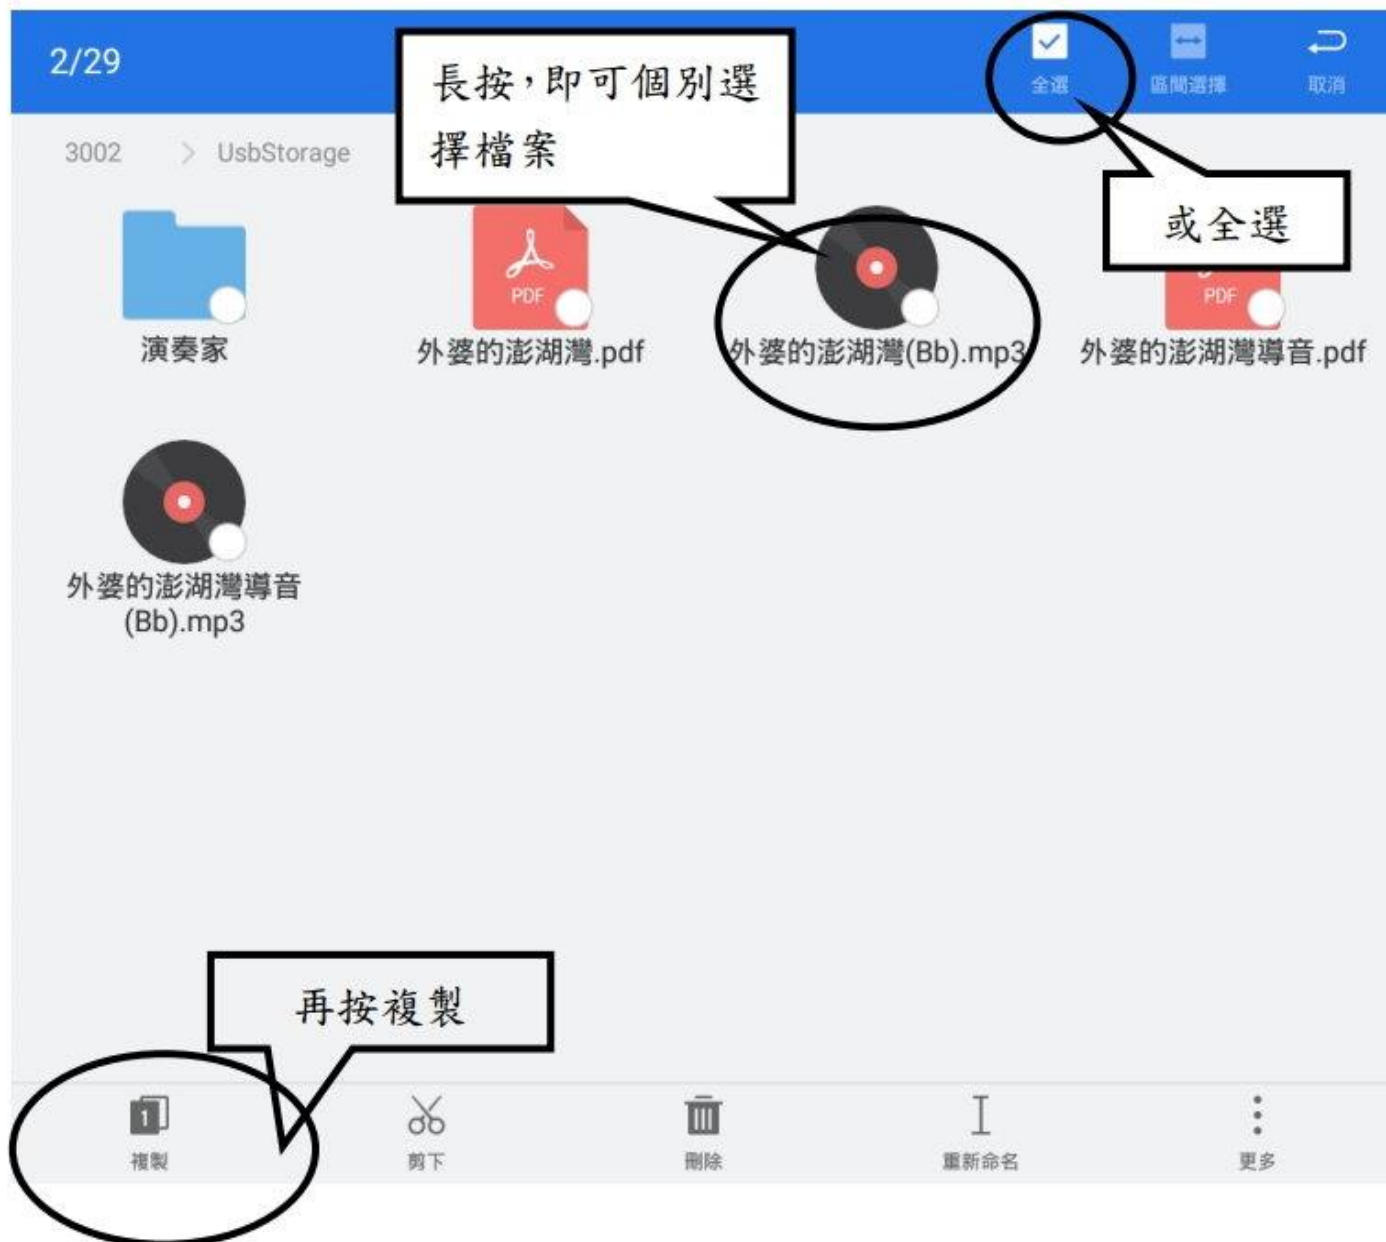 2/29
全選
區間選擇
取消
長按，即可個別選
擇檔案
3002 > UsbStorage
或全選
PDF
PDF
演奏家
外婆的澎湖灣.pdf
外婆的澎湖灣(Bb).mp3
外婆的澎湖灣導音.pdf
外婆的澎湖灣導音
(Bb).mp3
再按複製
1
複製
剪下
刪除
重新命名
更多